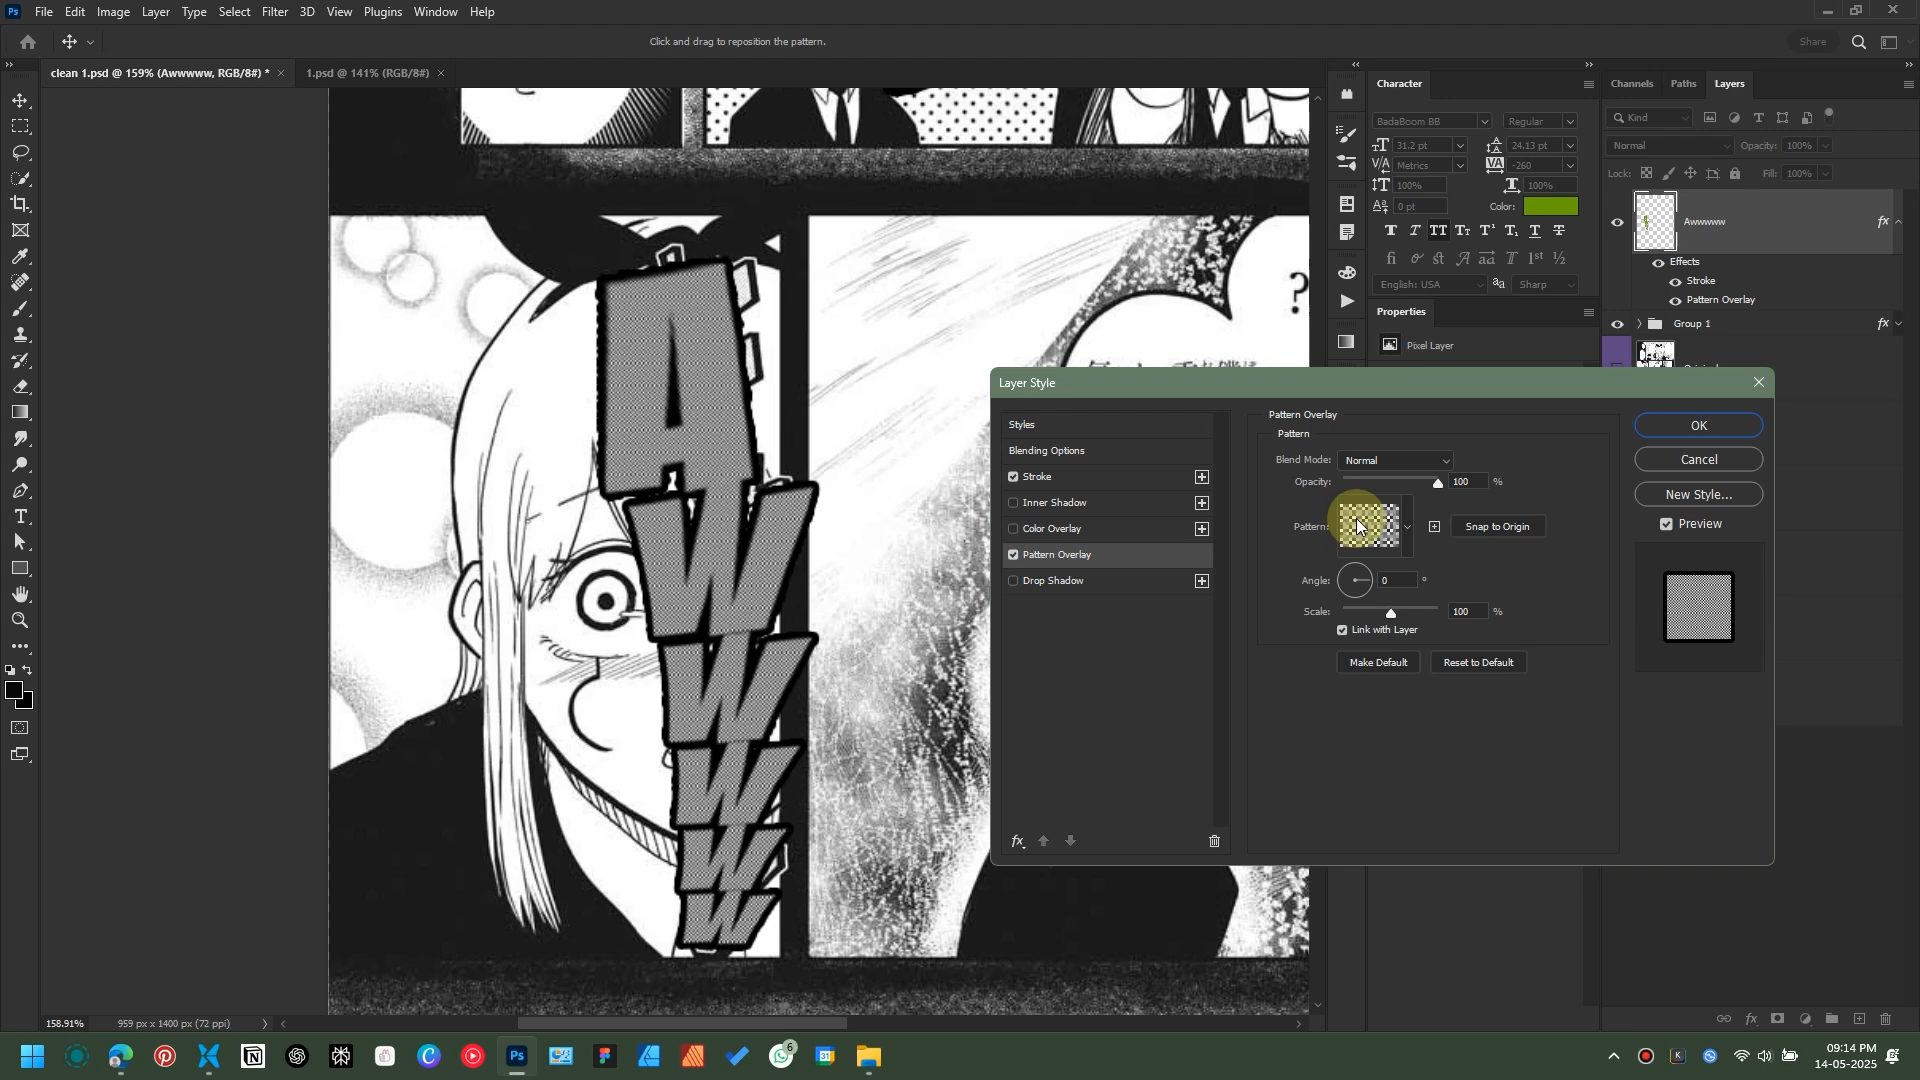 Ps File Edit Image Layer Type Select Filter 3D View Plugins Window Help
Click and drag to reposition the pattern.
Share
clean 1.psd @ 159% (Awwwww, RGB/8#) *
1.psd @ 141% (RGB/8#)
A
W
W
W
W
W
?
Character
BadaBoom BB
Regular
31.2 pt
24.13 pt
Metrics
-260
100%
100%
0 pt
Color:
English: USA
Sharp
Properties
Pixel Layer
Channels Paths Layers
Kind
Normal
Opacity: 100%
Lock:
Fill: 100%
Awwwww
fx
Effects
Stroke
Pattern Overlay
Group 1
fx
Layer Style
Styles
Blending Options
Stroke
Inner Shadow
Color Overlay
Pattern Overlay
Drop Shadow
fx
Pattern Overlay
Pattern
Blend Mode: Normal
Opacity: 100 %
Pattern:
Snap to Origin
Angle: 0 °
Scale: 100 %
Link with Layer
Make Default
Reset to Default
OK
Cancel
New Style...
Preview
158.91%
959 px x 1400 px (72 ppi)
Ps
6
31
K
09:14 PM
14-05-2025